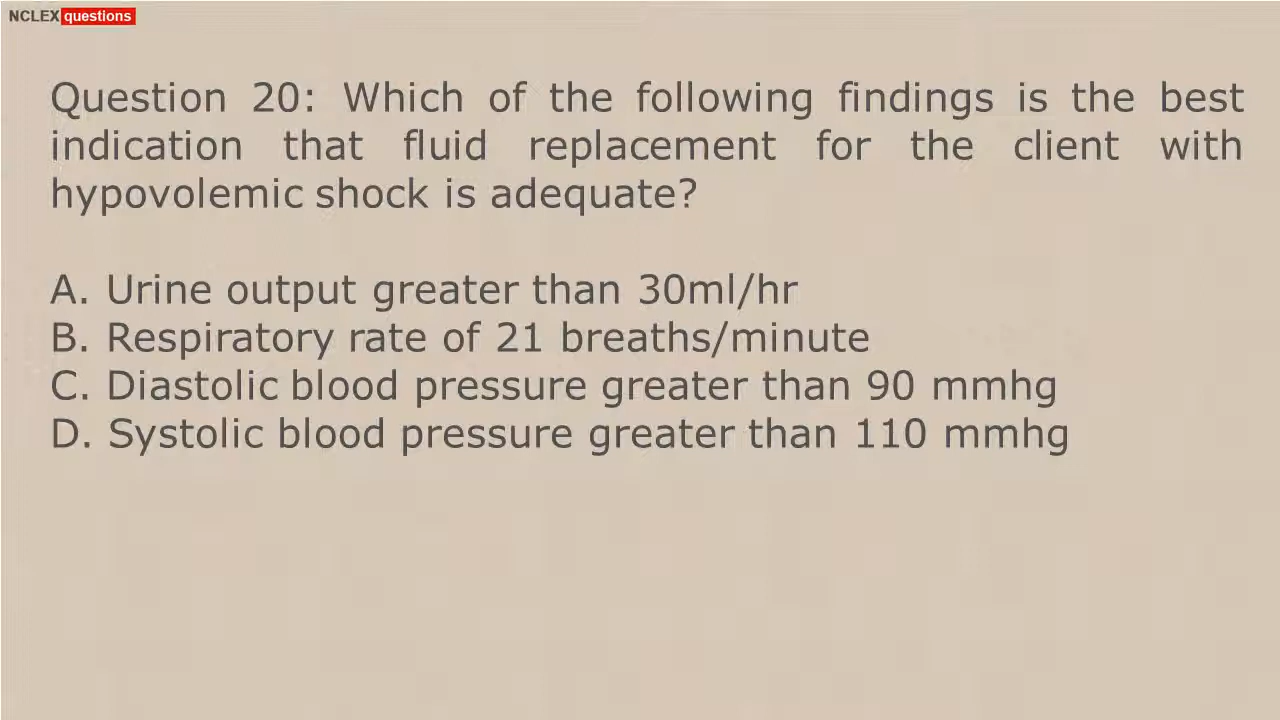 NCLEX questions
Question 20: Which of the following findings is the best
indication that fluid replacement for the client with
hypovolemic shock is adequate?
A. Urine output greater than 30ml/hr
B. Respiratory rate of 21 breaths/minute
C. Diastolic blood pressure greater than 90 mmhg
D. Systolic blood pressure greater than 110 mmhg